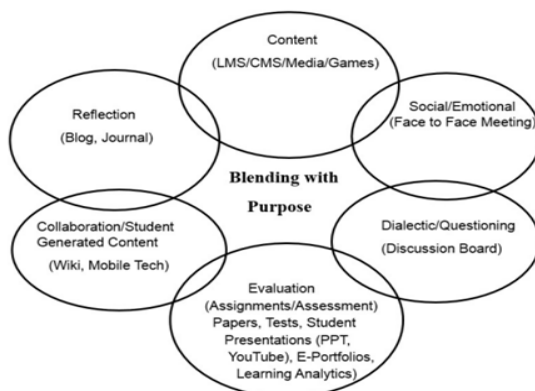 Content
(LMS/CMS/Media/Games)
Reflection
(Blog, Journal)
Social/Emotional
(Face to Face Meeting)
Blending with
Purpose
Collaboration/Student
Generated Content
(Wiki, Mobile Tech)
Dialectic/Questioning
(Discussion Board)
Evaluation
(Assignments/Assessment)
Papers, Tests, Student
Presentations (PPT,
YouTube), E-Portfolios,
Learning Analytics)